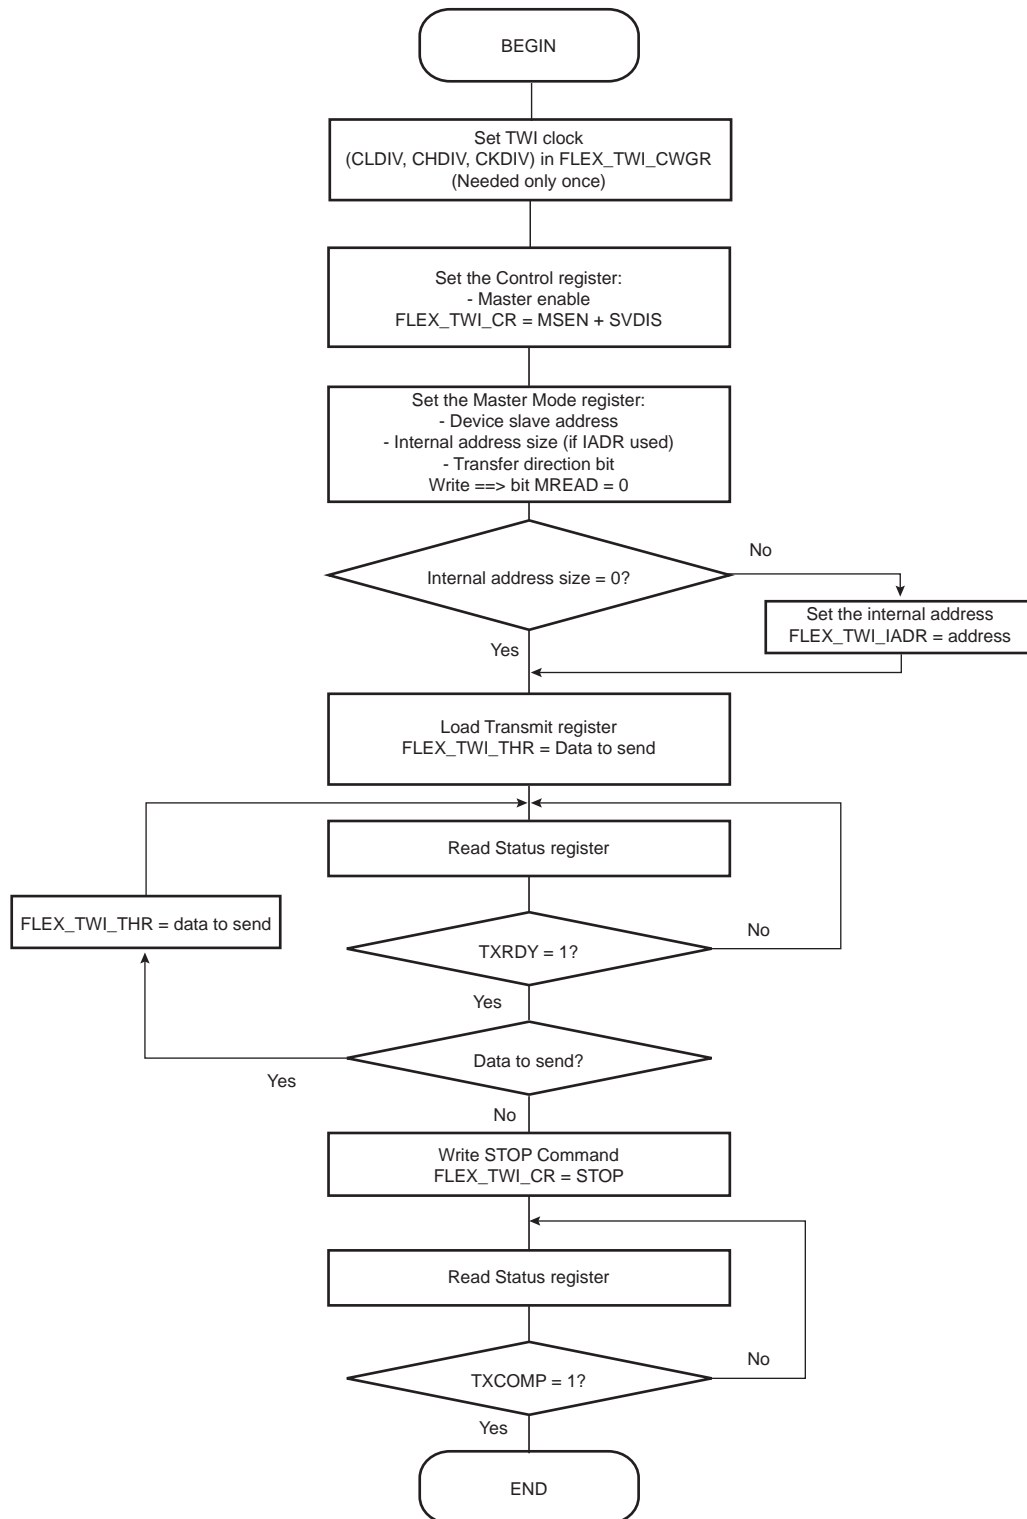 BEGIN
Set TWI clock
(CLDIV, CHDIV, CKDIV) in FLEX_TWI_CWGR
(Needed only once)
Set the Control register:
- Master enable
FLEX_TWI_CR = MSEN + SVDIS
Set the Master Mode register:
- Device slave address
- Internal address size (if IADR used)
- Transfer direction bit
Write ==> bit MREAD = 0
No
Internal address size = 0?
Set the internal address
FLEX_TWI_IADR = address
Yes
Load Transmit register
FLEX_TWI_THR = Data to send
Read Status register
FLEX_TWI_THR = data to send
No
TXRDY = 1?
Yes
Data to send?
Yes
No
Write STOP Command
FLEX_TWI_CR = STOP
Read Status register
No
TXCOMP = 1?
Yes
END